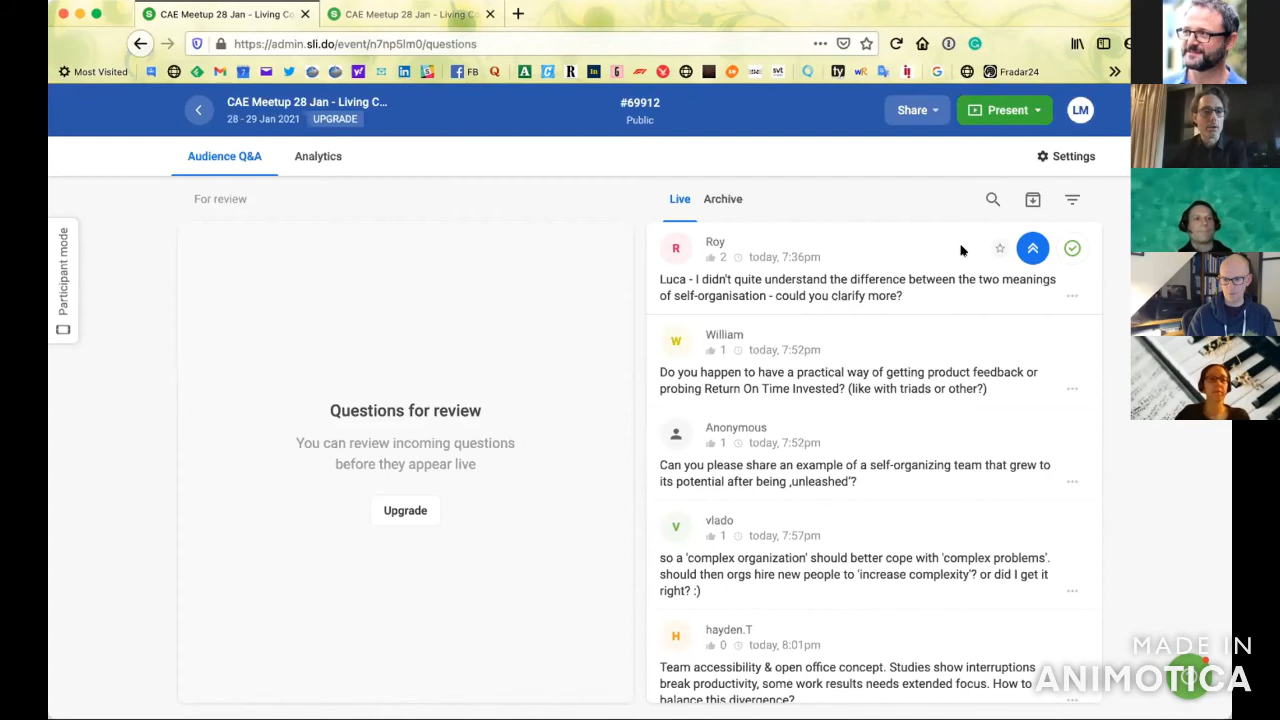 CAE Meetup 28 Jan - Living Co
CAE Meetup 28 Jan - Living Co
https://admin.sli.do/event/n7np5lm0/questions
Most Visited
FB
Fradar24
CAE Meetup 28 Jan - Living C...
28 - 29 Jan 2021
UPGRADE
#69912
Public
Share
Present
LM
Audience Q&A
Analytics
Settings
Participant mode
For review
Questions for review
You can review incoming questions
before they appear live
Upgrade
Live
Archive
R
Roy
2
today, 7:36pm
Luca - I didn't quite understand the difference between the two meanings
of self-organisation - could you clarify more?
W
William
1
today, 7:52pm
Do you happen to have a practical way of getting product feedback or
probing Return On Time Invested? (like with triads or other?)
Anonymous
1
today, 7:52pm
Can you please share an example of a self-organizing team that grew to
its potential after being ‚unleashed‘?
V
vlado
1
today, 7:57pm
so a 'complex organization' should better cope with 'complex problems'.
should then orgs hire new people to 'increase complexity'? or did I get it
right? :)
H
hayden.T
0
today, 8:01pm
Team accessibility & open office concept. Studies show interruptions
break productivity, some work results needs extended focus. How to
balance this divergence?
MADE IN
ANIMOTICA